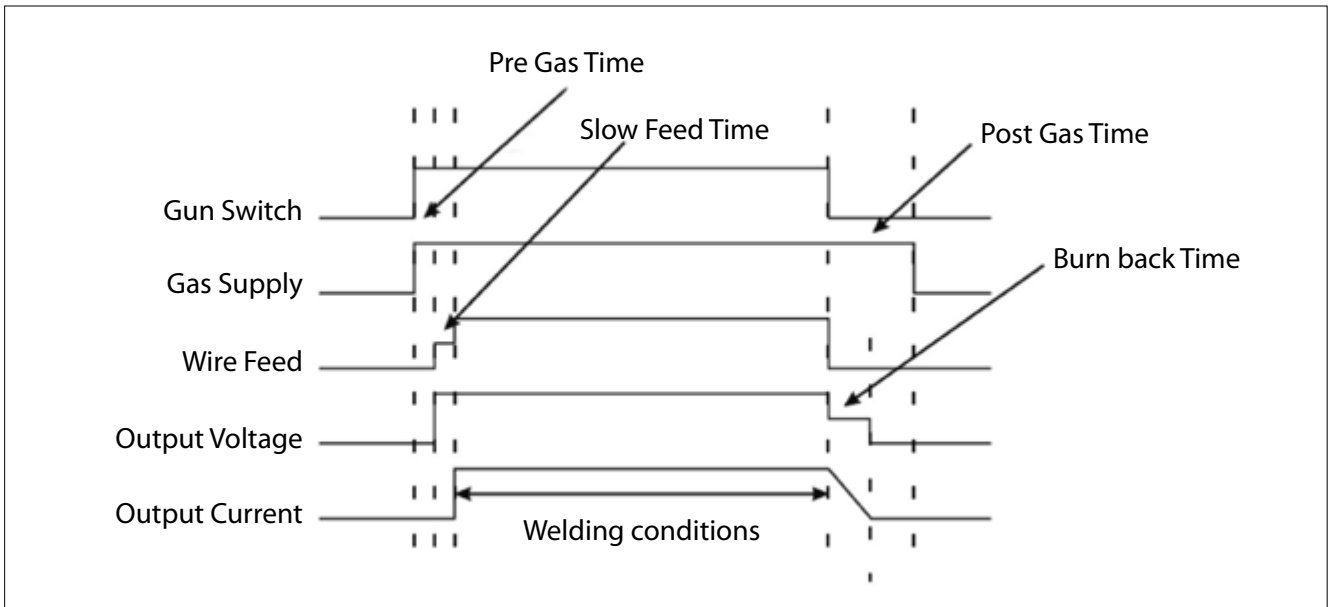 Pre Gas Time
Slow Feed Time
Post Gas Time
Gun Switch
Gas Supply
Burn back Time
Wire Feed
Output Voltage
Output Current
Welding conditions